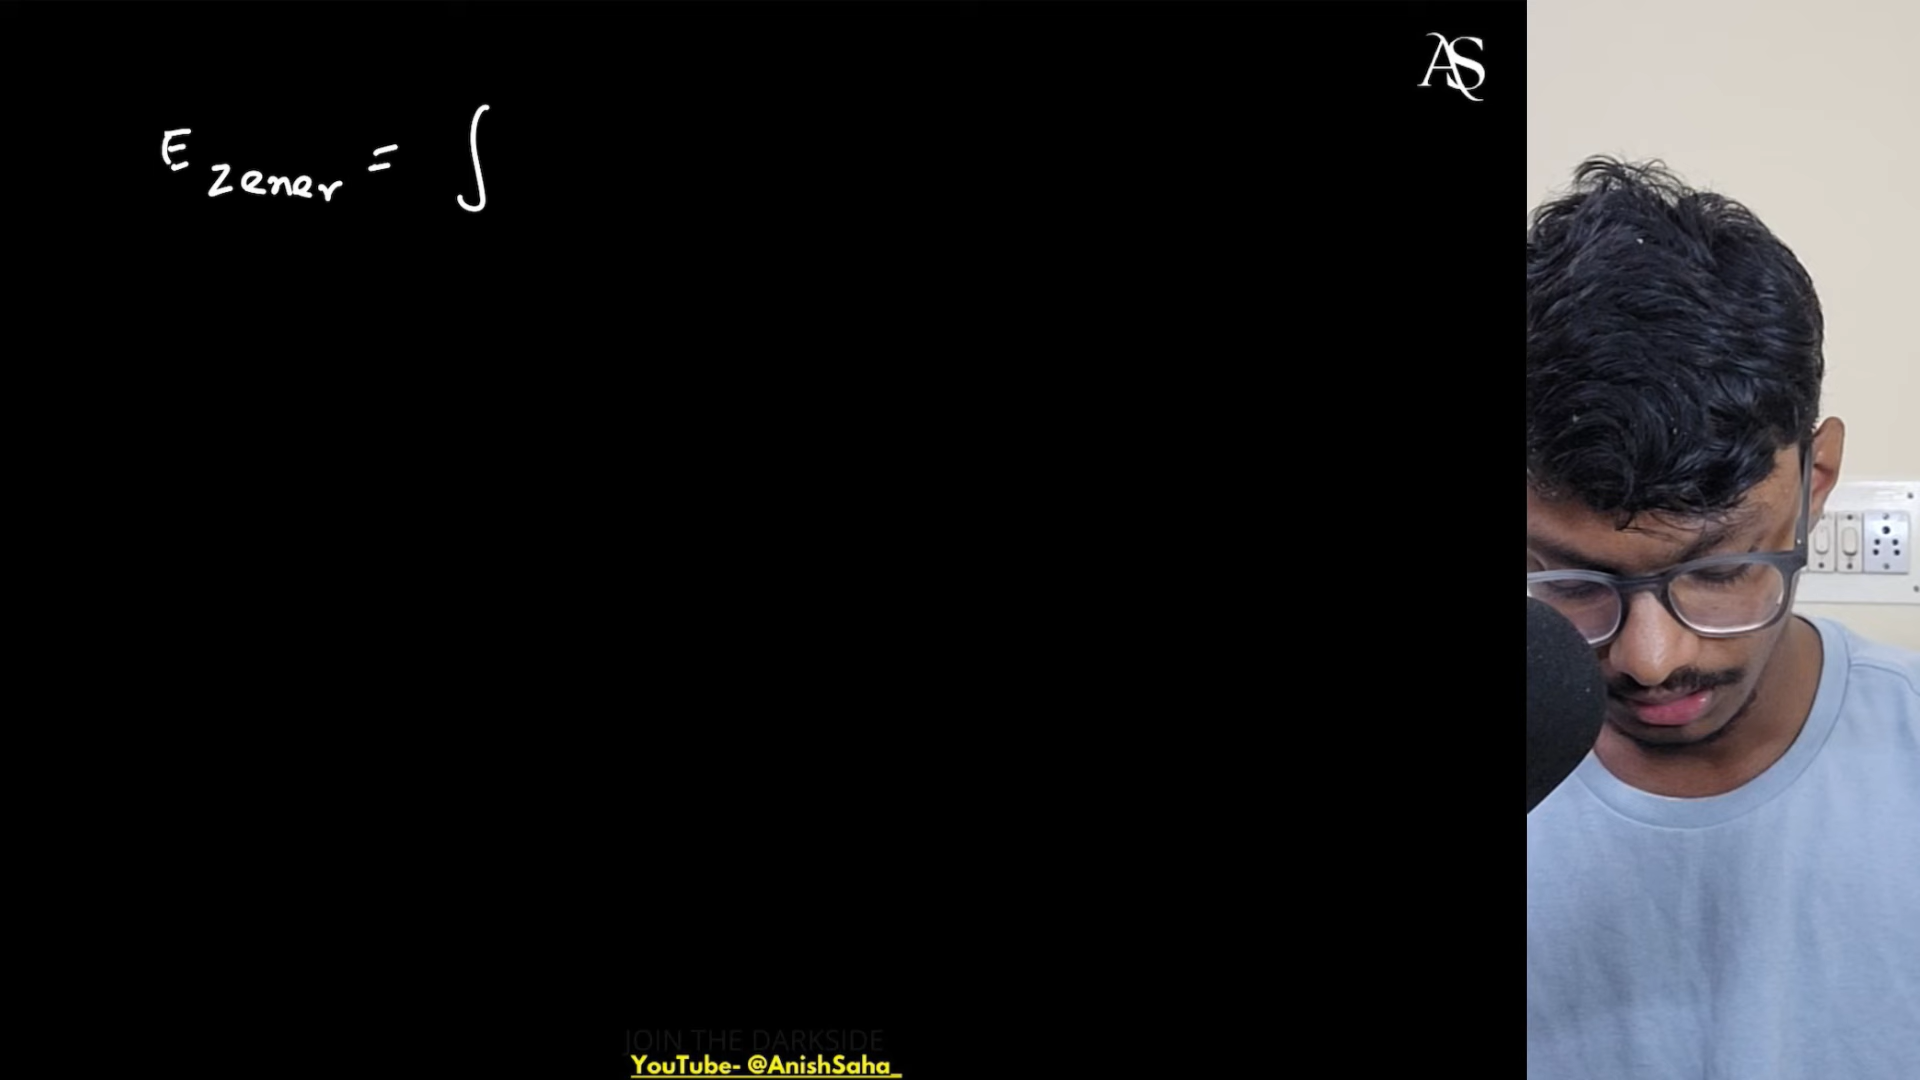 AS
E zener = ∫
JOIN THE DARKSIDE
YouTube- @AnishSaha_